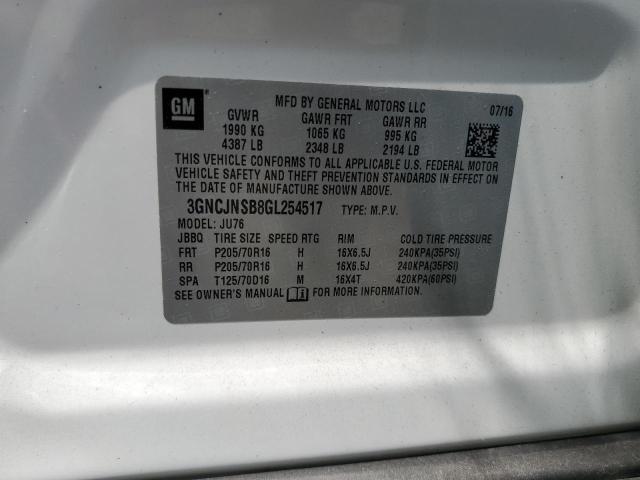 GM
MFD BY GENERAL MOTORS LLC 07/16
GVWR GAWR FRT GAWR RR
1990 KG 1065 KG 995 KG
4387 LB 2348 LB 2194 LB
THIS VEHICLE CONFORMS TO ALL APPLICABLE U.S. FEDERAL MOTOR
VEHICLE SAFETY AND THEFT PREVENTION STANDARDS IN EFFECT ON
THE DATE OF MANUFACTURE SHOWN ABOVE.
3GNCJNSB8GL254517 TYPE: M.P.V.
MODEL: JU76
JBBQ TIRE SIZE SPEED RTG RIM COLD TIRE PRESSURE
FRT P205/70R16 H 16X6.5J 240KPA(35PSI)
RR P205/70R16 H 16X6.5J 240KPA(35PSI)
SPA T125/70D16 M 16X4T 420KPA(60PSI)
SEE OWNER'S MANUAL FOR MORE INFORMATION.